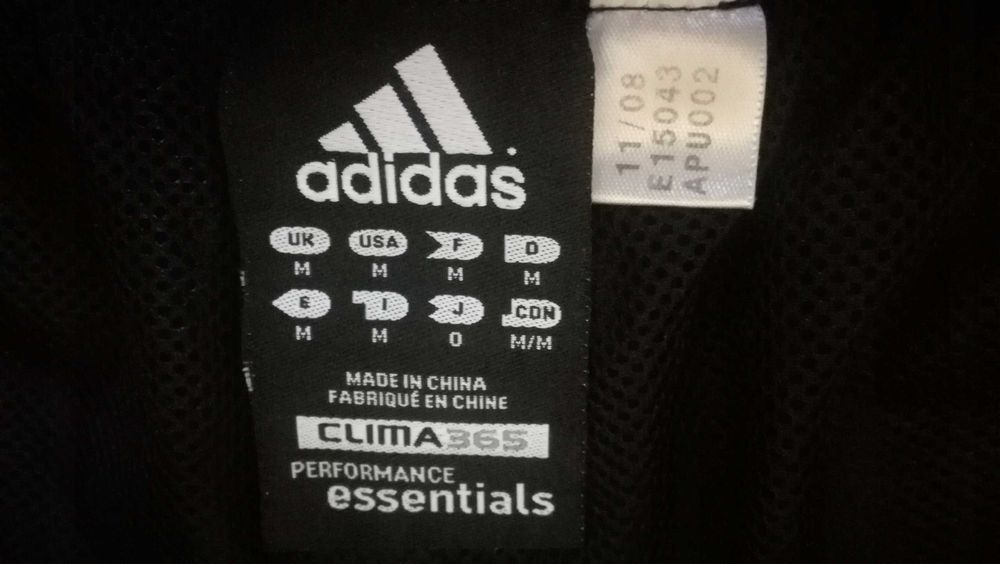 adidas
UK USA F D
M M M M
E I J CDN
M M O M/M
MADE IN CHINA
FABRIQUÉ EN CHINE
CLIMA365
PERFORMANCE
essentials
11/08
E15043
APU002